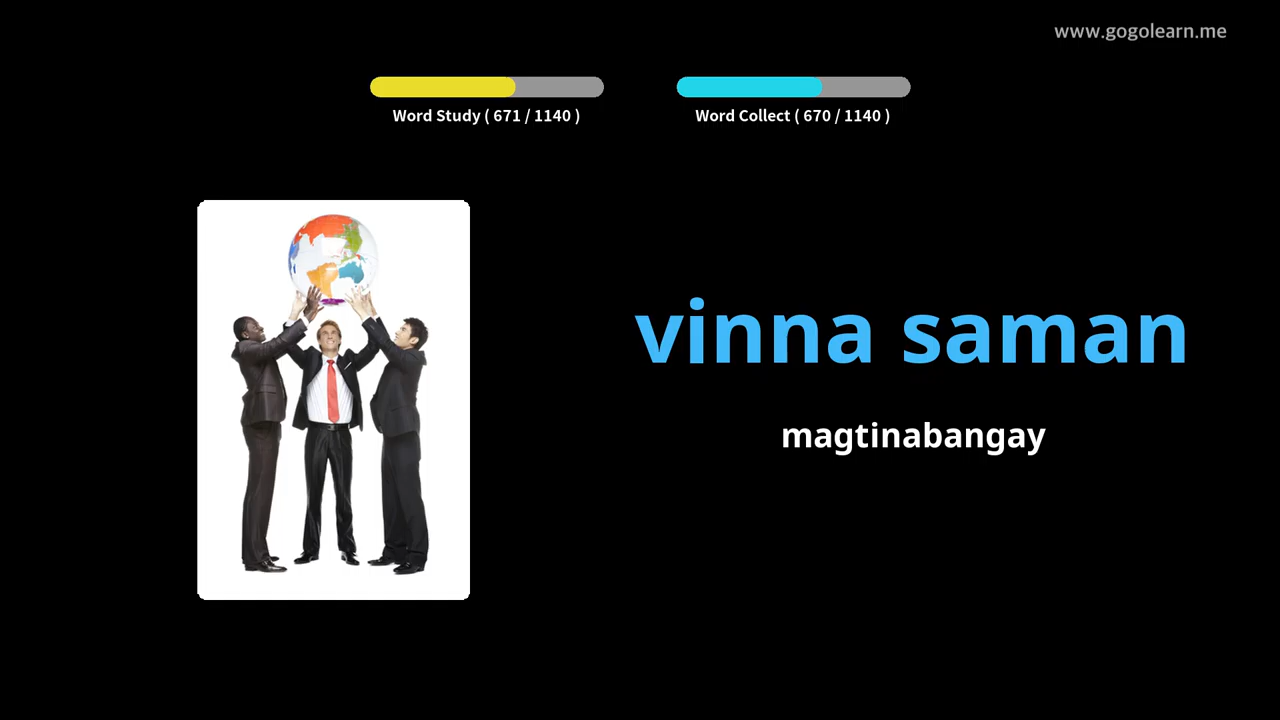 www.gogolearn.me
Word Study ( 671 / 1140 )
Word Collect ( 670 / 1140 )
vinna saman
magtinabangay